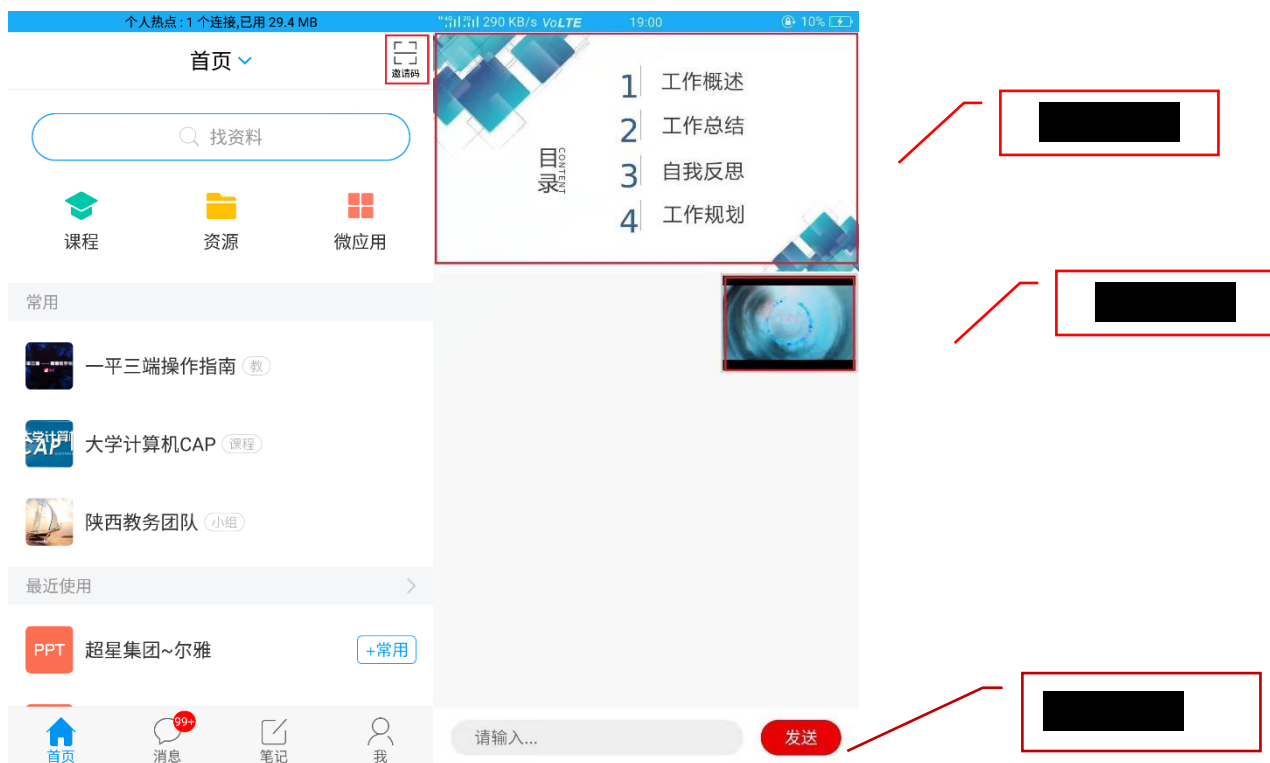 个人热点 : 1 个连接,已用 29.4 MB
首页
邀请码
找资料
课程
资源
微应用
常用
一平三端操作指南 教
大学计算机CAP 课程
陕西教务团队 小组
最近使用
PPT 超星集团~尔雅 +常用
99+
首页
消息
笔记
我
290 KB/s VoLTE 19:00 10%
目录
CONTENT
1 工作概述
2 工作总结
3 自我反思
4 工作规划
请输入... 发送